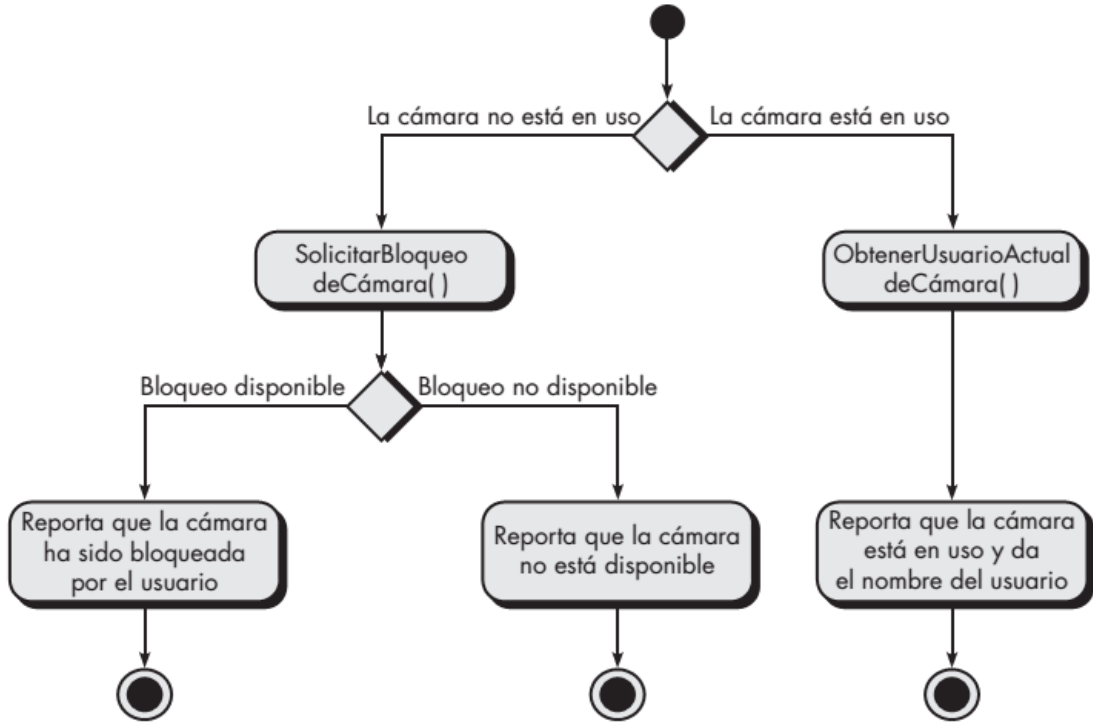 La cámara no está en uso
La cámara está en uso
SolicitarBloqueo
deCámara( )
ObtenerUsuarioActual
deCámara( )
Bloqueo disponible
Bloqueo no disponible
Reporta que la cámara
ha sido bloqueada
por el usuario
Reporta que la cámara
no está disponible
Reporta que la cámara
está en uso y da
el nombre del usuario